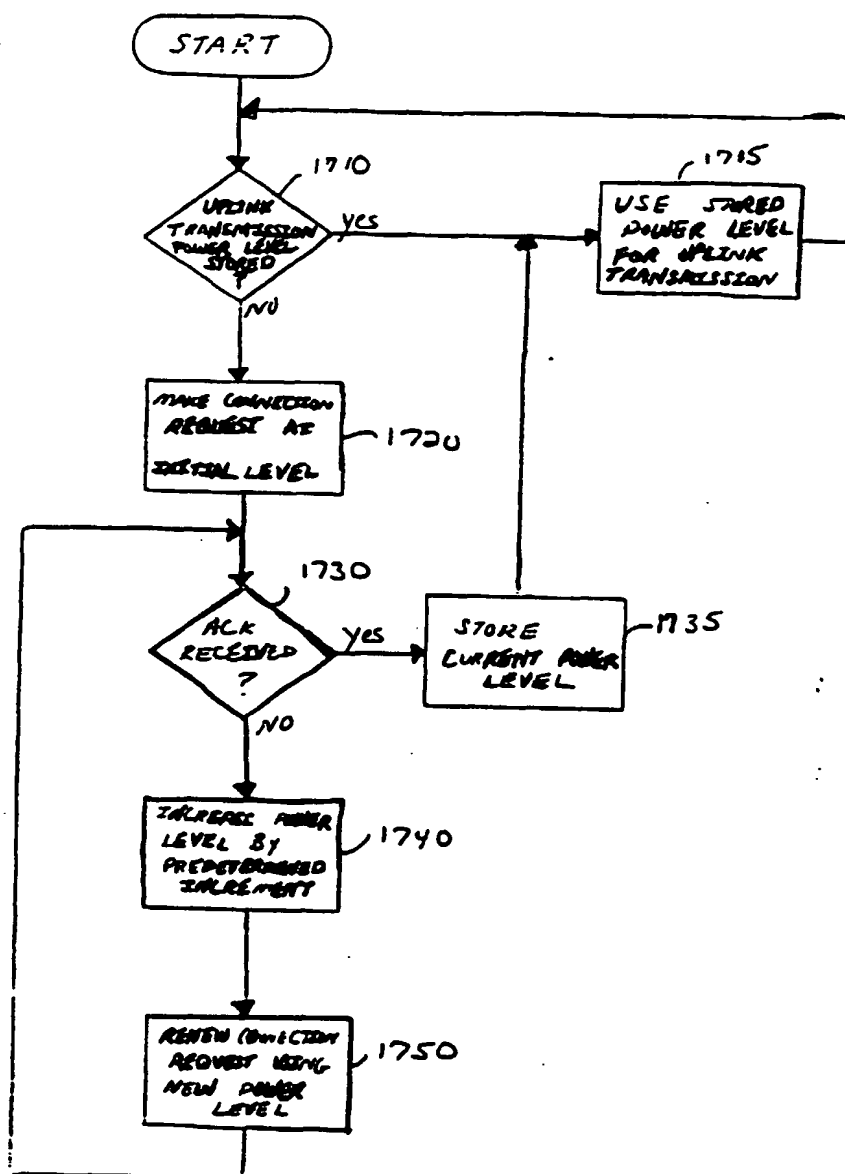 START
1710
UPLINK
TRANSMISSION
POWER LEVEL
STORED
?
yes
NO
1715
USE STORED
POWER LEVEL
FOR UPLINK
TRANSMISSION
MAKE CONNECTION
REQUEST AT
INITIAL LEVEL
1720
1730
ACK
RECEIVED
?
yes
NO
STORE
CURRENT POWER
LEVEL
1735
INCREASE POWER
LEVEL BY
PREDETERMINED
INCREMENT
1740
RENEW CONNECTION
REQUEST USING
NEW POWER
LEVEL
1750